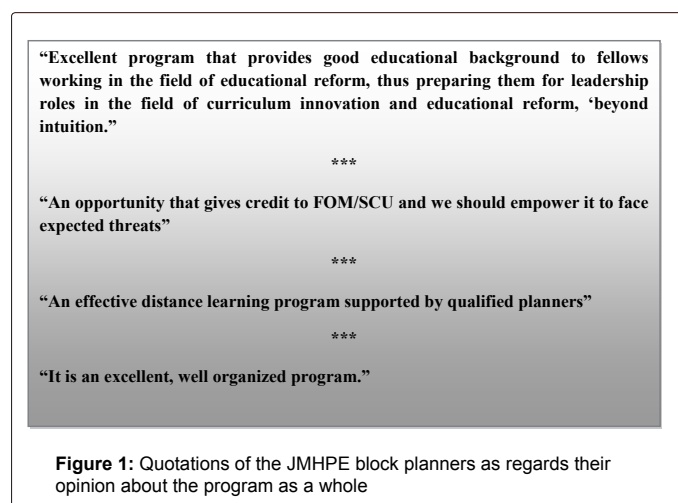 “Excellent program that provides good educational background to fellows
working in the field of educational reform, thus preparing them for leadership
roles in the field of curriculum innovation and educational reform, ‘beyond
intuition.”
***
“An opportunity that gives credit to FOM/SCU and we should empower it to face
expected threats”
***
“An effective distance learning program supported by qualified planners”
***
“It is an excellent, well organized program.”
Figure 1: Quotations of the JMHPE block planners as regards their
opinion about the program as a whole